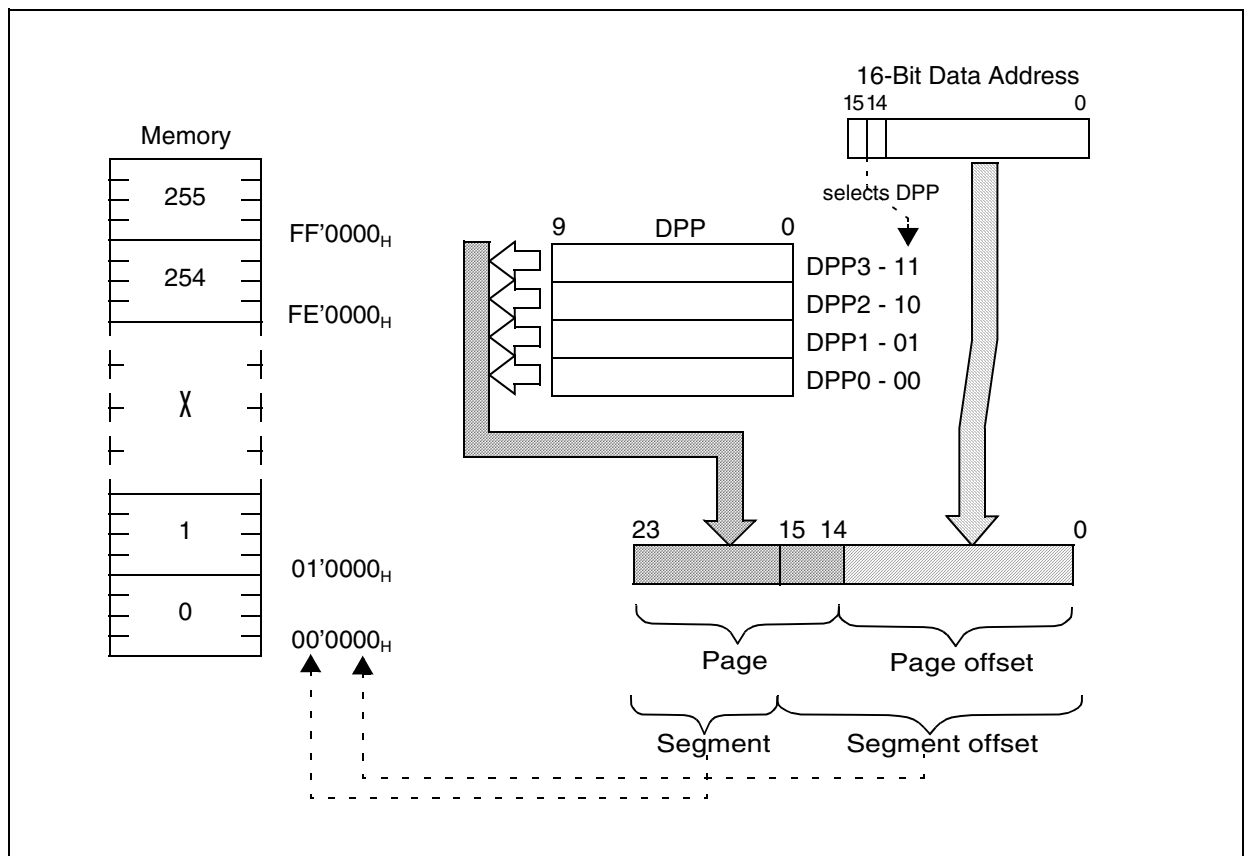 16-Bit Data Address
15 14 0
Memory
255
selects DPP
FF'0000H
9 DPP 0
254
DPP3 - 11
FE'0000H
DPP2 - 10
DPP1 - 01
DPP0 - 00
X
1
23 15 14 0
01'0000H
0
00'0000H
Page Page offset
Segment Segment offset